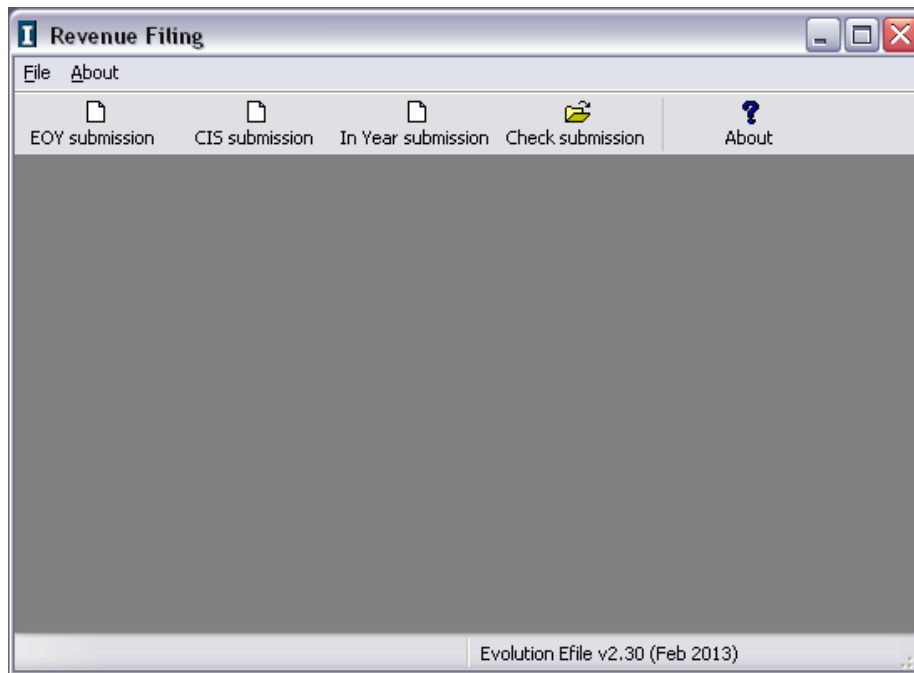 Revenue Filing
File About
EOY submission CIS submission In Year submission Check submission About
Evolution Efile v2.30 (Feb 2013)